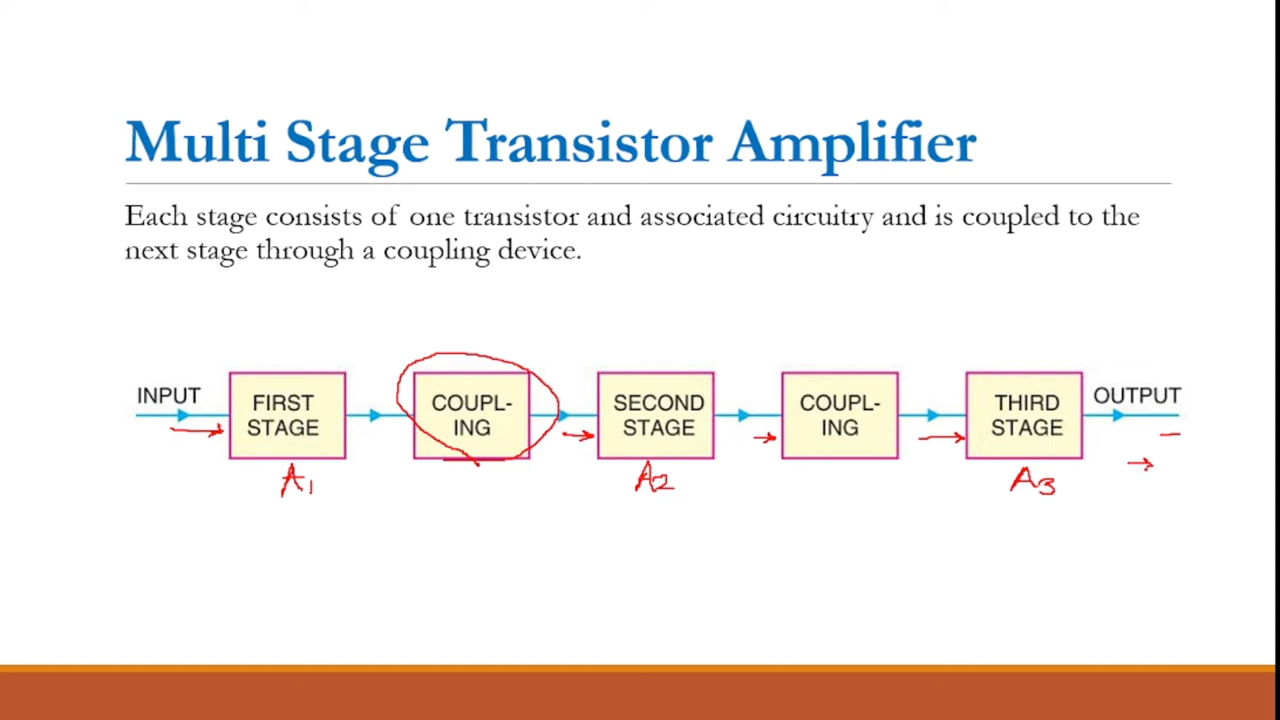 Multi Stage Transistor Amplifier
Each stage consists of one transistor and associated circuitry and is coupled to the
next stage through a coupling device.
INPUT
FIRST
STAGE
COUPL-
ING
SECOND
STAGE
COUPL-
ING
THIRD
STAGE
OUTPUT
A1
A2
A3